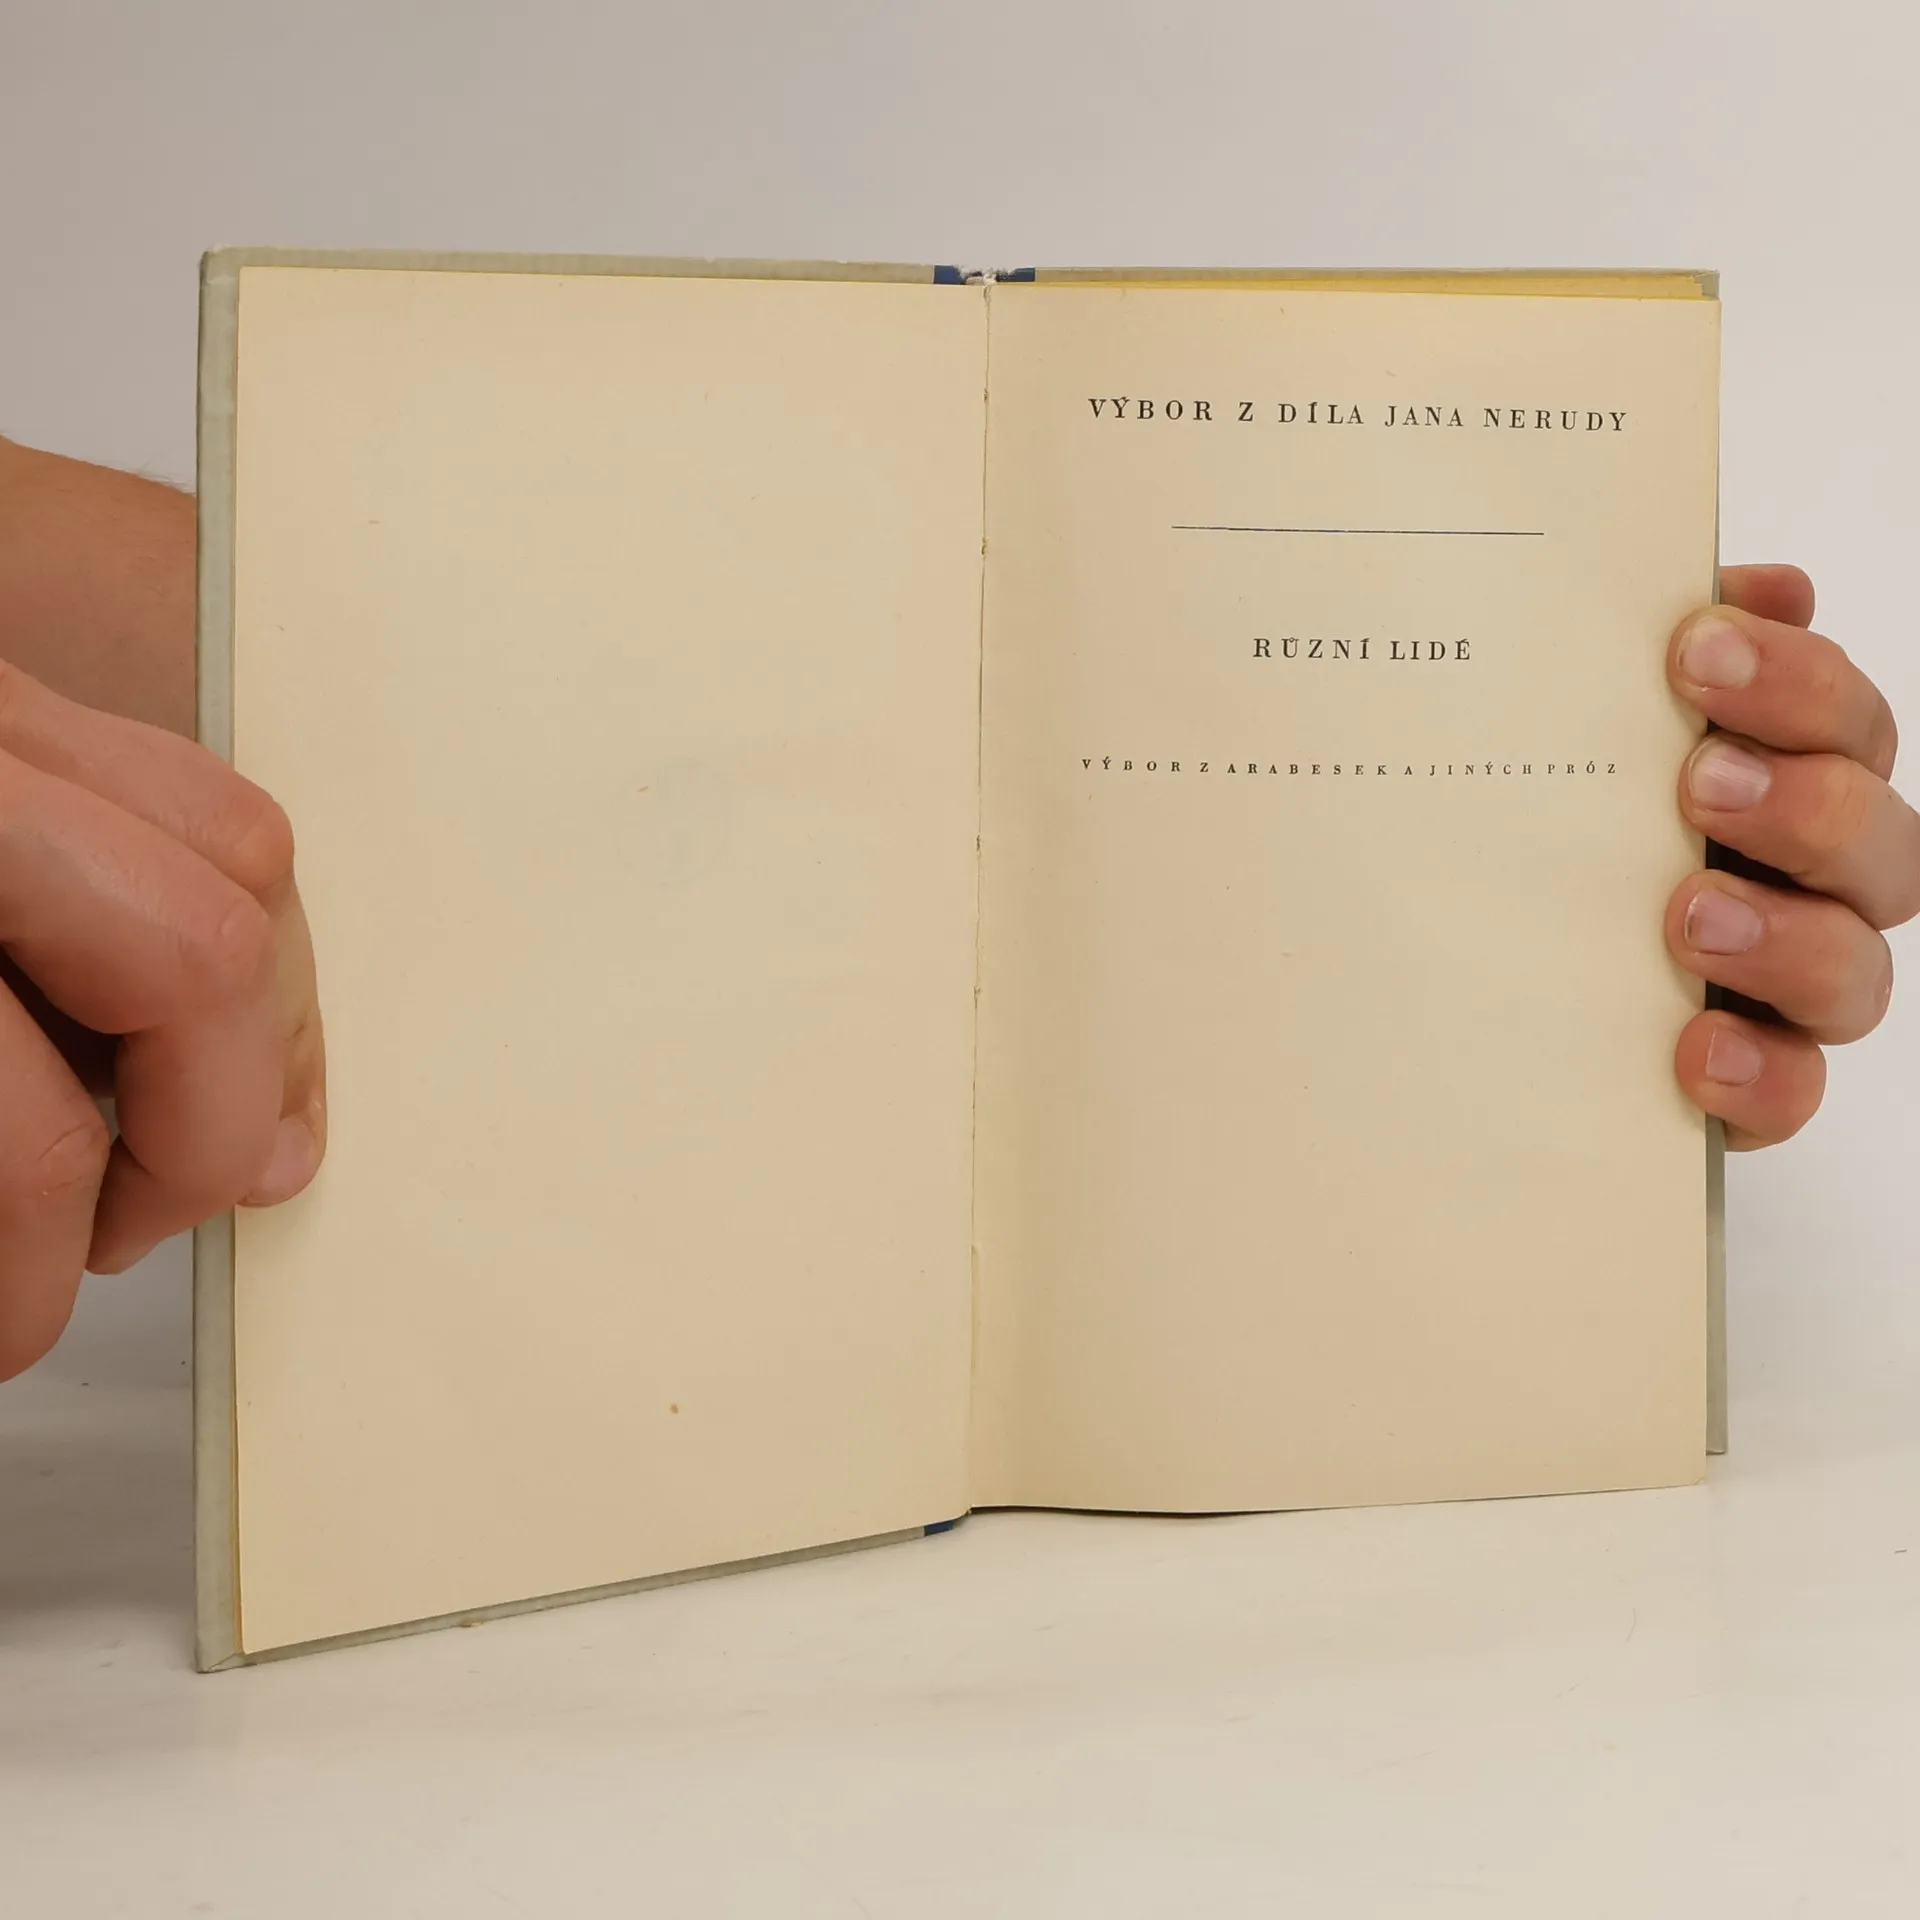 VÝBOR Z DÍLA JANA NERUDY
RŮZNÍ LIDÉ
VÝBOR Z ARABESEK A JINÝCH PRÓZ